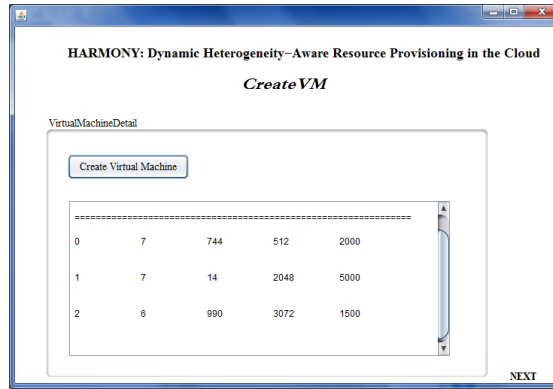 HARMONY: Dynamic Heterogeneity–Aware Resource Provisioning in the Cloud
CreateVM
VirtualMachineDetail
Create Virtual Machine
================================================================
0 7 744 512 2000
1 7 14 2048 5000
2 6 990 3072 1500
NEXT